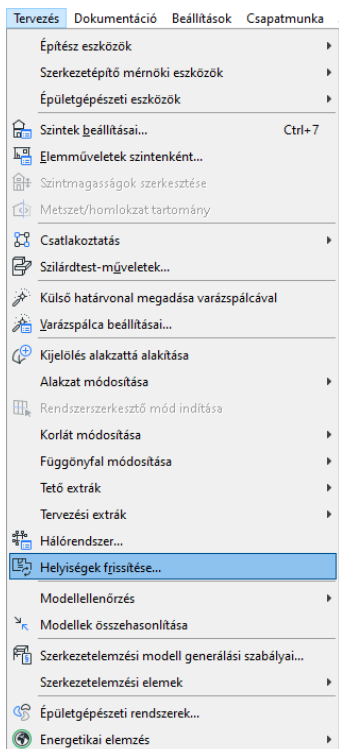 Tervezés Dokumentáció Beállítások Csapatmunka
Építész eszközök
Szerkezetépítő mérnöki eszközök
Épületgépészeti eszközök
Szintek beállításai... Ctrl+7
Elemműveletek szintenként...
Szintmagasságok szerkesztése
Metszet/homlokzat tartomány
Csatlakoztatás
Szilárdtest-műveletek...
Külső határvonal megadása varázspálcával
Varázspálca beállításai...
Kijelölés alakzattá alakítása
Alakzat módosítása
Rendszerszerkesztő mód indítása
Korlát módosítása
Függönyfal módosítása
Tető extrák
Tervezési extrák
Hálórendszer...
Helyiségek frissítése...
Modellellenőrzés
Modellek összehasonlítása
Szerkezetelemzési modell generálási szabályai...
Szerkezetelemzési elemek
Épületgépészeti rendszerek...
Energetikai elemzés